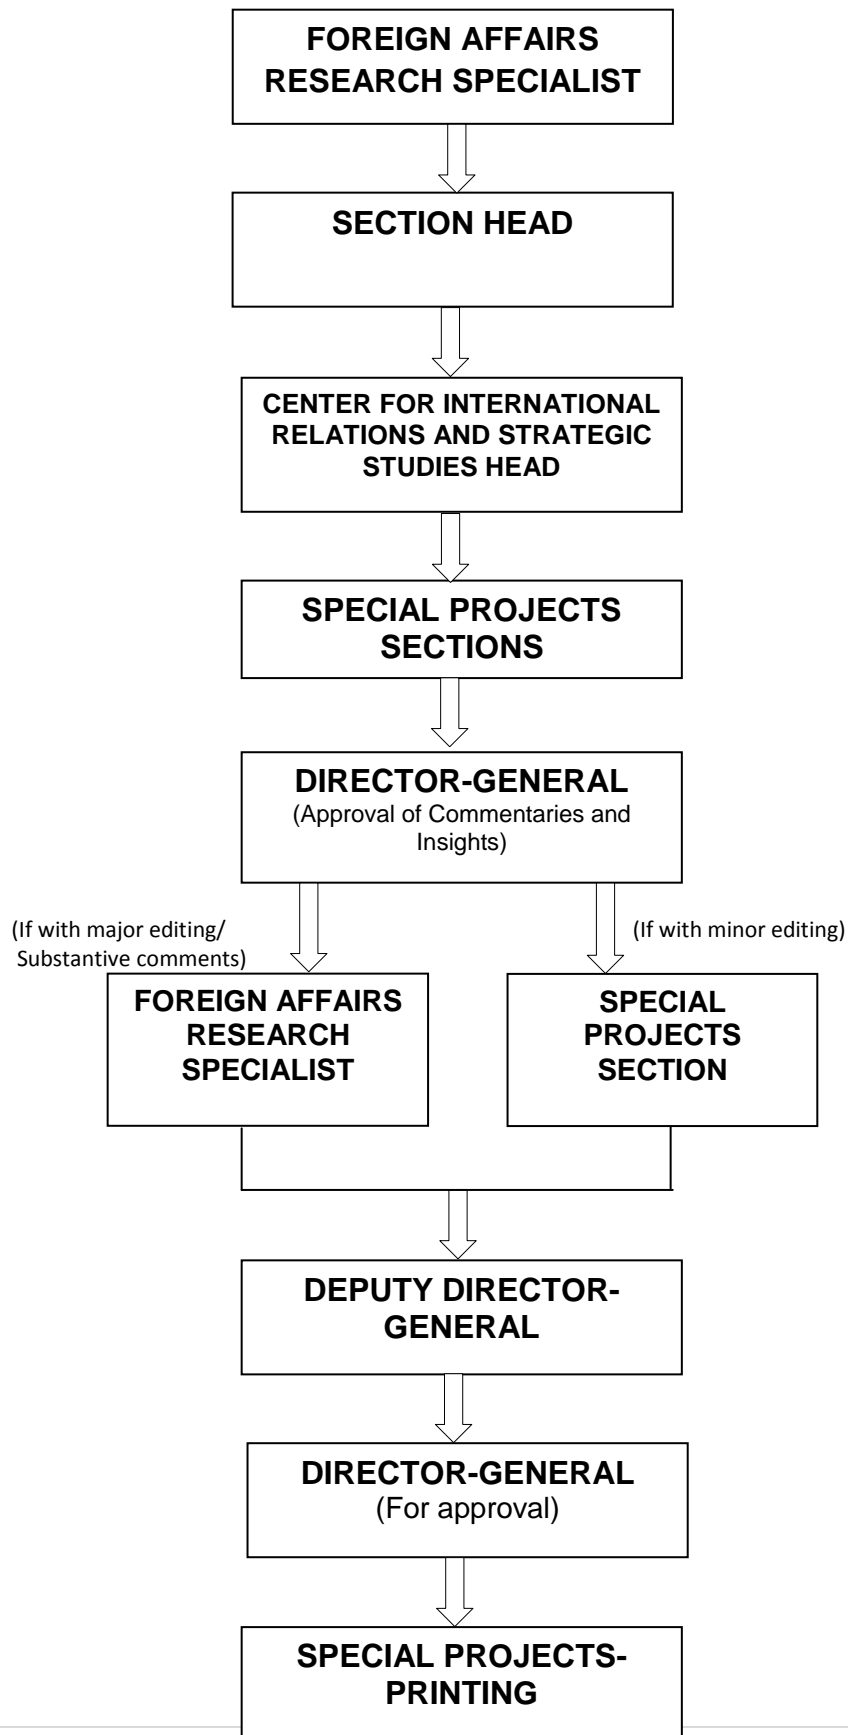 FOREIGN AFFAIRS
RESEARCH SPECIALIST
SECTION HEAD
CENTER FOR INTERNATIONAL
RELATIONS AND STRATEGIC
STUDIES HEAD
SPECIAL PROJECTS
SECTIONS
DIRECTOR-GENERAL
(Approval of Commentaries and
Insights)
(If with major editing/
Substantive comments)
(If with minor editing)
FOREIGN AFFAIRS
RESEARCH
SPECIALIST
SPECIAL
PROJECTS
SECTION
DEPUTY DIRECTOR-
GENERAL
DIRECTOR-GENERAL
(For approval)
SPECIAL PROJECTS-
PRINTING